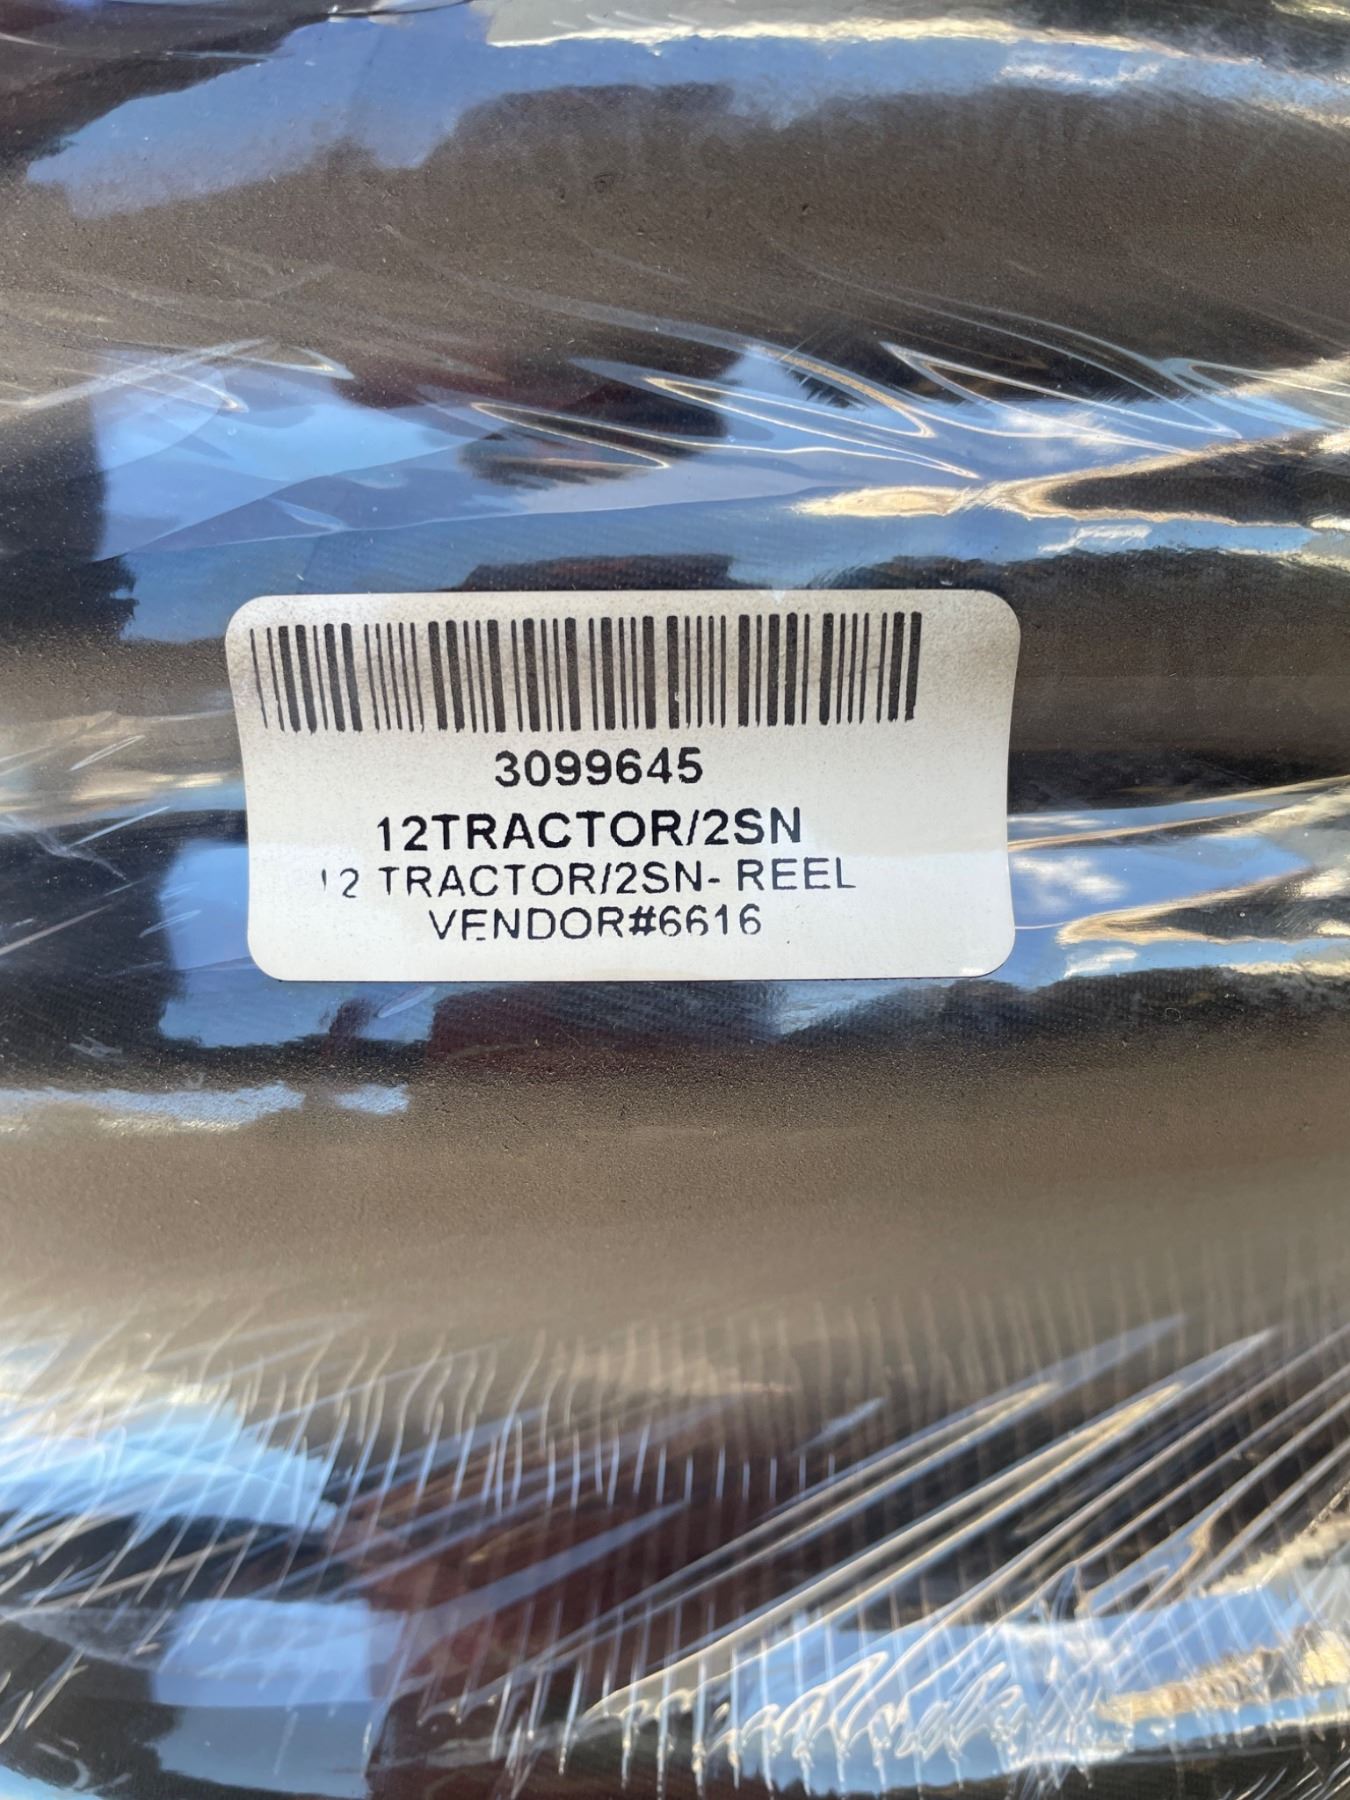 3099645
12TRACTOR/2SN
12 TRACTOR/2SN- REEL
VENDOR#6616